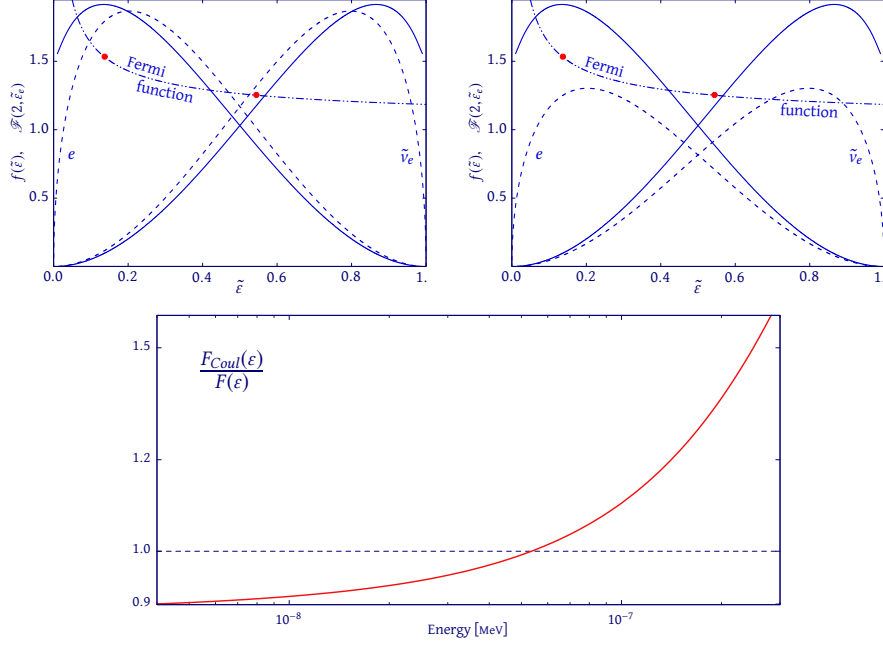 f(ε̃),   ℱ(2, ε̃ₑ)
1.5
1.0
0.5
Fermi
function
e
ν̃ₑ
0.0 0.2 0.4 0.6 0.8 1.
ε̃
f(ε̃),   ℱ(2, ε̃ₑ)
1.5
1.0
0.5
Fermi
function
e
ν̃ₑ
0.0 0.2 0.4 0.6 0.8 1.
ε̃
F_Coul(ε)
F(ε)
1.5
1.2
1.0
0.9
10⁻⁸ 10⁻⁷
Energy [MeV]